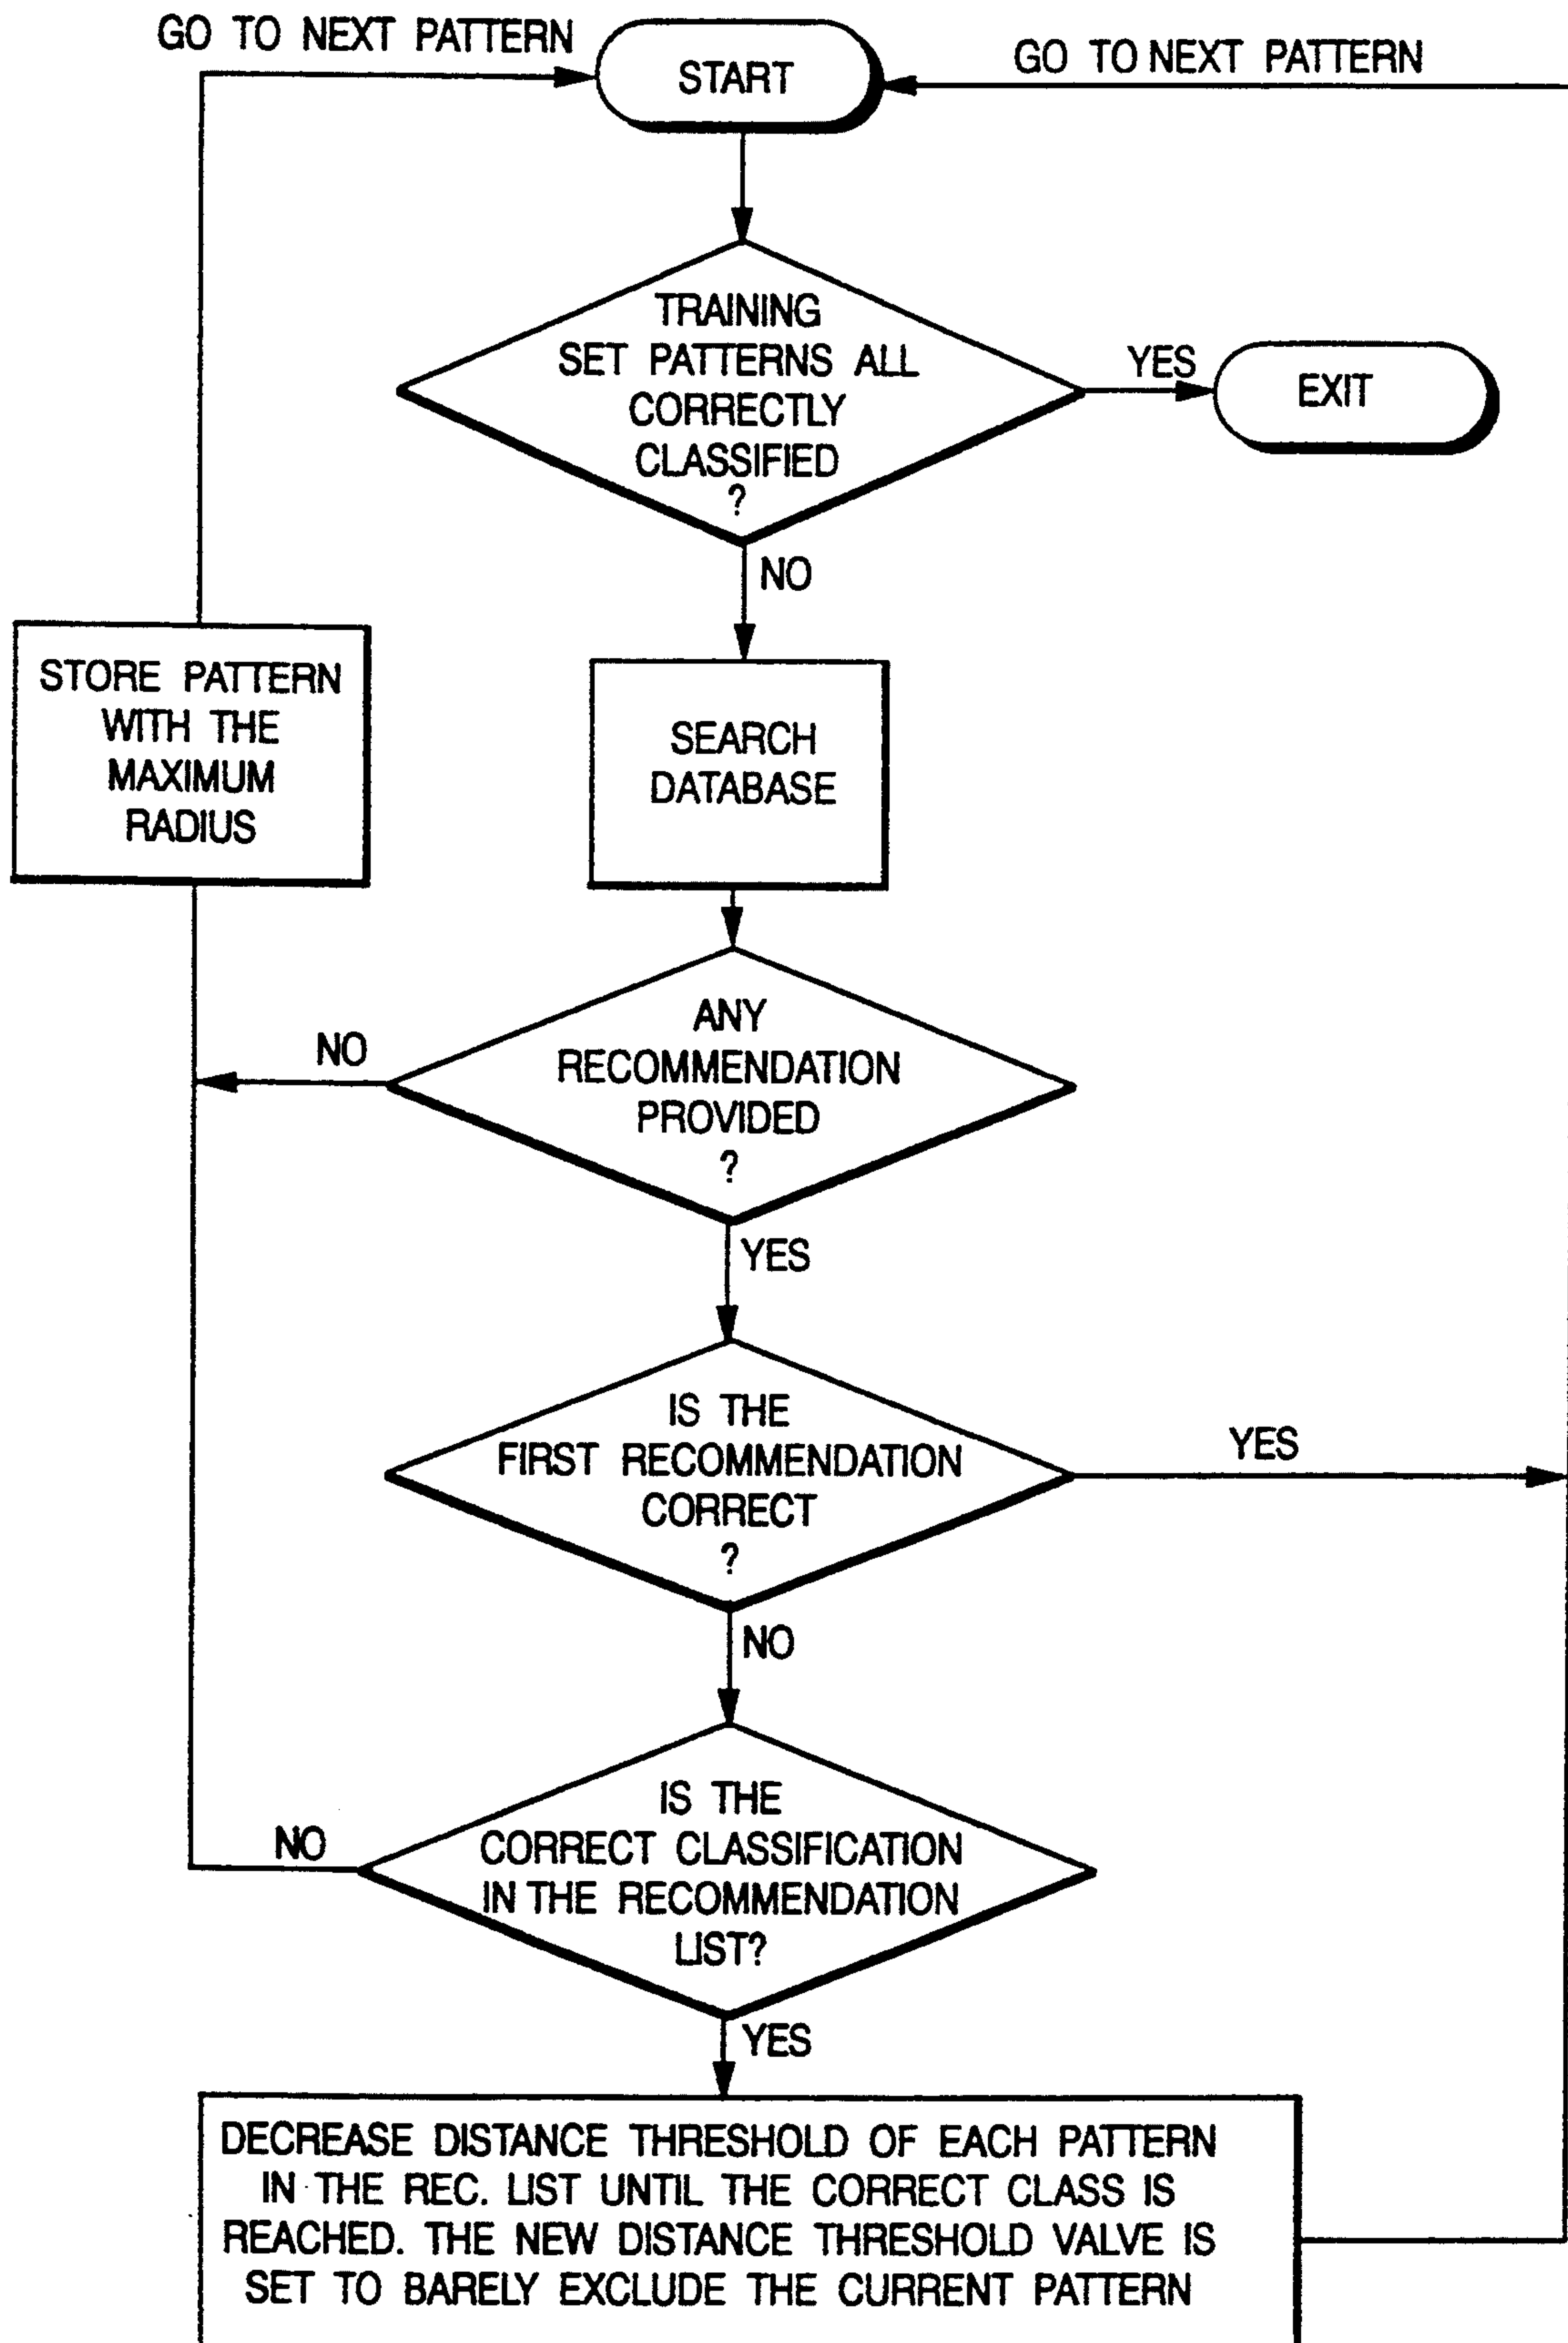 GO TO NEXT PATTERN
START
GO TO NEXT PATTERN
TRAINING
SET PATTERNS ALL
CORRECTLY
CLASSIFIED
?
YES
EXIT
NO
STORE PATTERN
WITH THE
MAXIMUM
RADIUS
SEARCH
DATABASE
ANY
RECOMMENDATION
PROVIDED
?
NO
YES
IS THE
FIRST RECOMMENDATION
CORRECT
?
YES
NO
IS THE
CORRECT CLASSIFICATION
IN THE RECOMMENDATION
LIST?
NO
YES
DECREASE DISTANCE THRESHOLD OF EACH PATTERN
IN THE REC. LIST UNTIL THE CORRECT CLASS IS
REACHED. THE NEW DISTANCE THRESHOLD VALVE IS
SET TO BARELY EXCLUDE THE CURRENT PATTERN